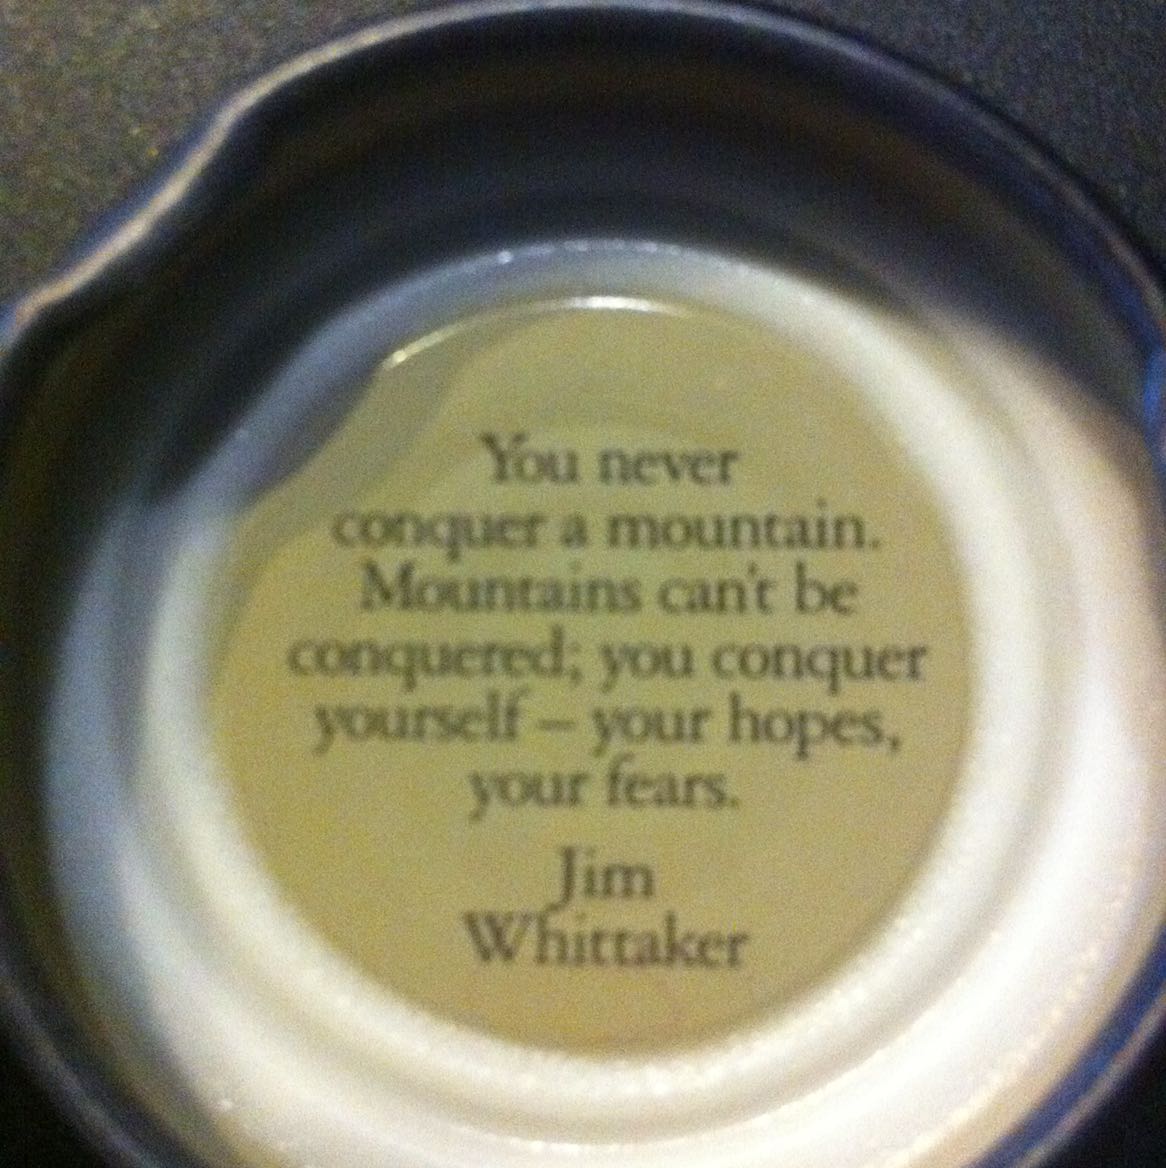 You never
conquer a mountain.
Mountains can't be
conquered; you conquer
yourself – your hopes,
your fears.
Jim
Whittaker